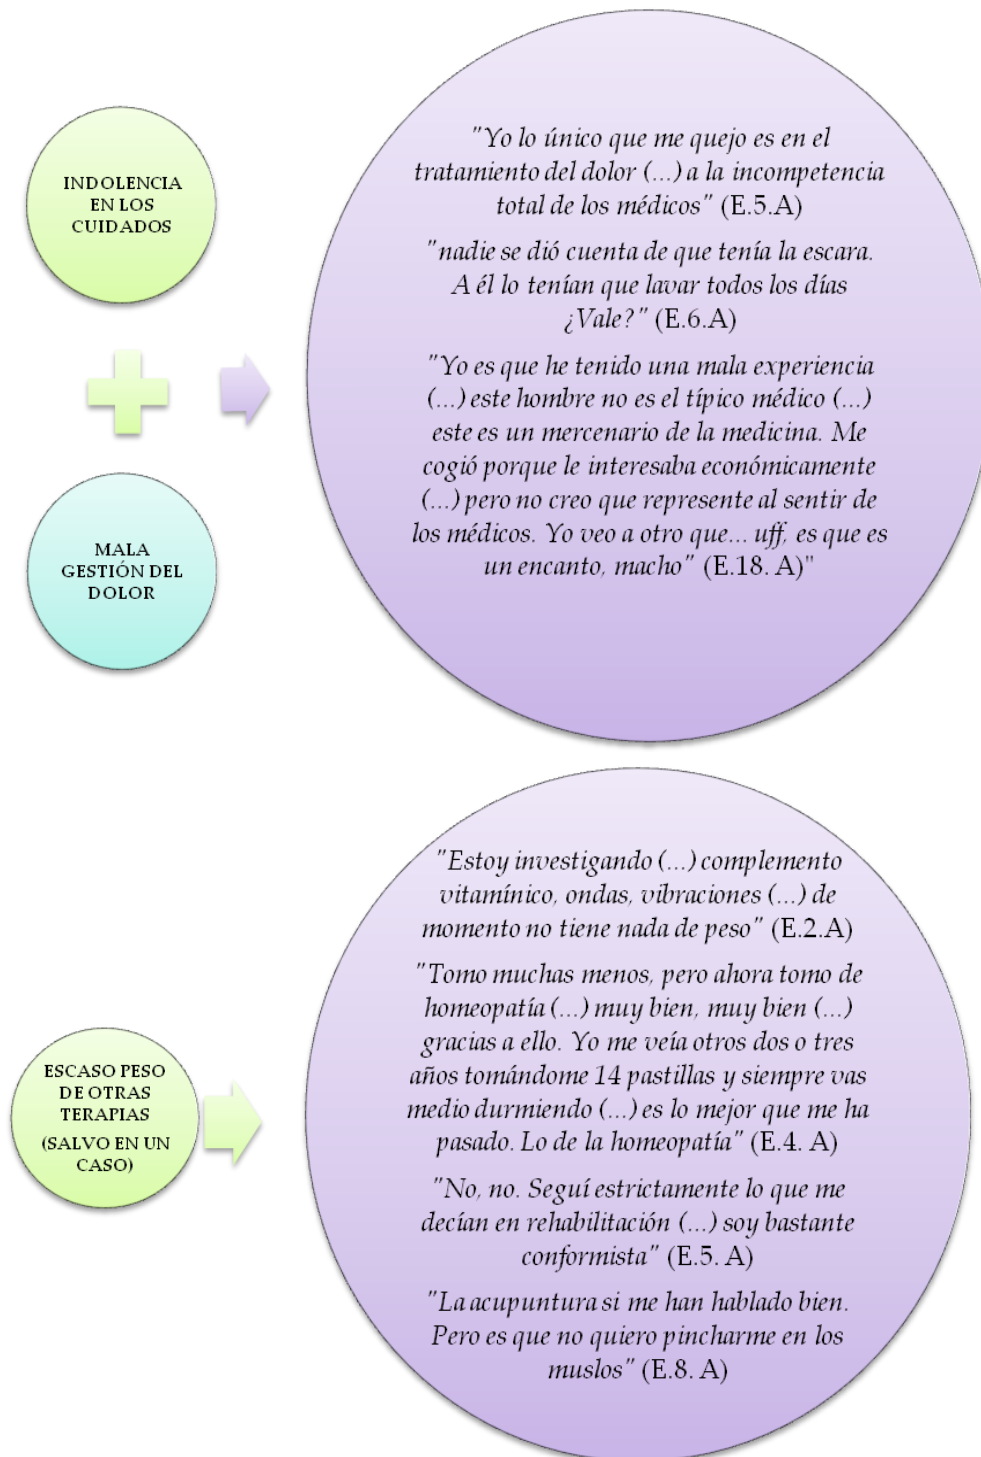 INDOLENCIA
EN LOS
CUIDADOS
MALA
GESTIÓN DEL
DOLOR
"Yo lo único que me quejo es en el
tratamiento del dolor (...) a la incompetencia
total de los médicos" (E.5.A)
"nadie se dió cuenta de que tenía la escara.
A él lo tenían que lavar todos los días
¿Vale?" (E.6.A)
"Yo es que he tenido una mala experiencia
(...) este hombre no es el típico médico (...)
este es un mercenario de la medicina. Me
cogió porque le interesaba económicamente
(...) pero no creo que represente al sentir de
los médicos. Yo veo a otro que... uff, es que es
un encanto, macho" (E.18. A)"
ESCASO PESO
DE OTRAS
TERAPIAS
(SALVO EN UN
CASO)
"Estoy investigando (...) complemento
vitamínico, ondas, vibraciones (...) de
momento no tiene nada de peso" (E.2.A)
"Tomo muchas menos, pero ahora tomo de
homeopatía (...) muy bien, muy bien (...)
gracias a ello. Yo me veía otros dos o tres
años tomándome 14 pastillas y siempre vas
medio durmiendo (...) es lo mejor que me ha
pasado. Lo de la homeopatía" (E.4. A)
"No, no. Seguí estrictamente lo que me
decían en rehabilitación (...) soy bastante
conformista" (E.5. A)
"La acupuntura si me han hablado bien.
Pero es que no quiero pincharme en los
muslos" (E.8. A)